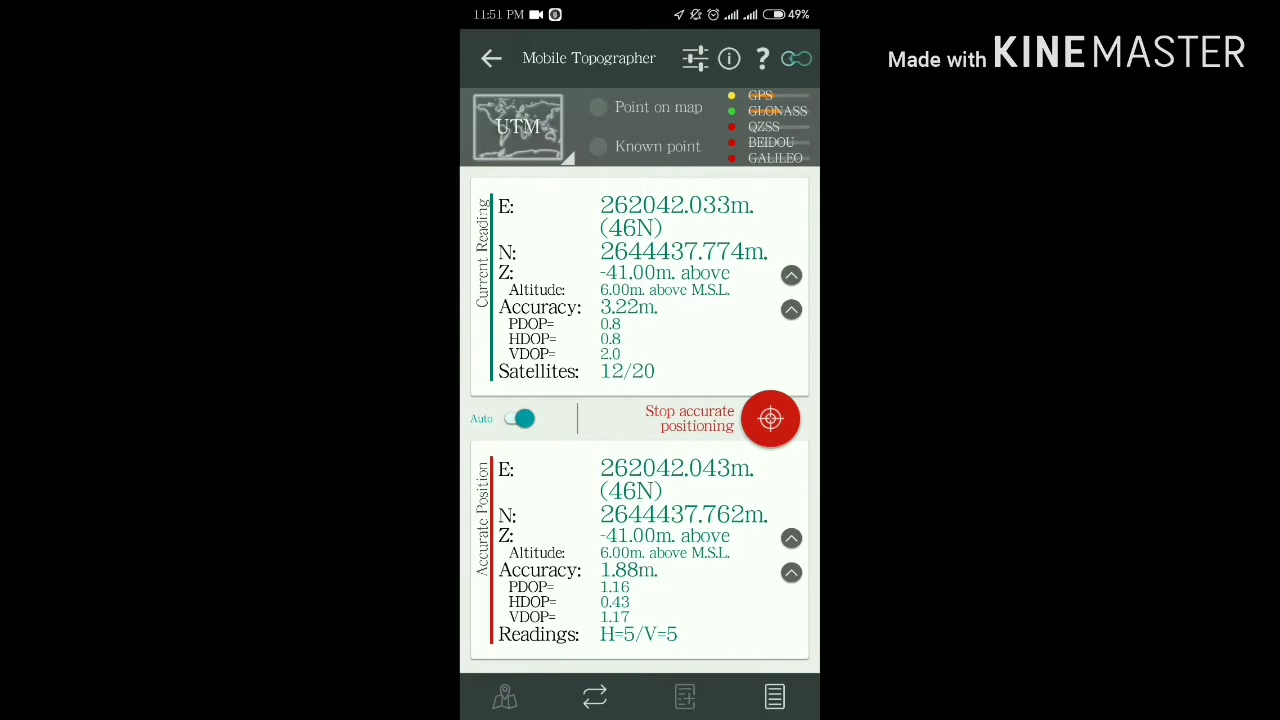 11:51 PM
49%
Made with KINEMASTER
Mobile Topographer
UTM
Point on map
Known point
GPS
GLONASS
QZSS
BEIDOU
GALILEO
Current Reading
E: 262042.033m.
(46N)
N: 2644437.774m.
Z: -41.00m. above
Altitude: 6.00m. above M.S.L.
Accuracy: 3.22m.
PDOP= 0.8
HDOP= 0.8
VDOP= 2.0
Satellites: 12/20
Auto
Stop accurate
positioning
Accurate Position
E: 262042.043m.
(46N)
N: 2644437.762m.
Z: -41.00m. above
Altitude: 6.00m. above M.S.L.
Accuracy: 1.88m.
PDOP= 1.16
HDOP= 0.43
VDOP= 1.17
Readings: H=5/V=5